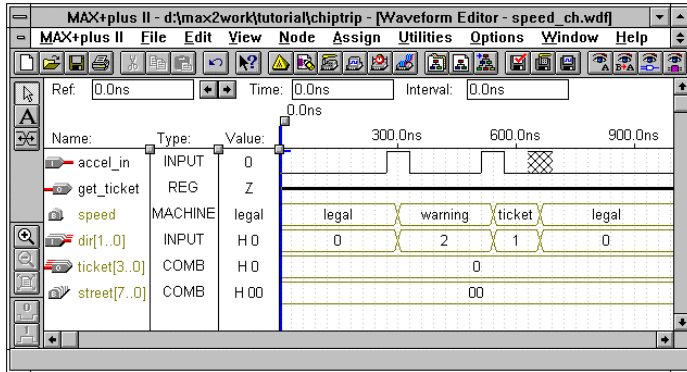 MAX+plus II - d:\max2work\tutorial\chiptrip - [Waveform Editor - speed_ch.wdf]
MAX+plus II File Edit View Node Assign Utilities Options Window Help
Ref: 0.0ns Time: 0.0ns Interval: 0.0ns
0.0ns
Name: Type: Value: 300.0ns 600.0ns 900.0ns
accel_in INPUT 0
get_ticket REG Z
speed MACHINE legal legal warning ticket legal
dir[1..0] INPUT H 0 0 2 1 0
ticket[3..0] COMB H 0 0
street[7..0] COMB H 00 00